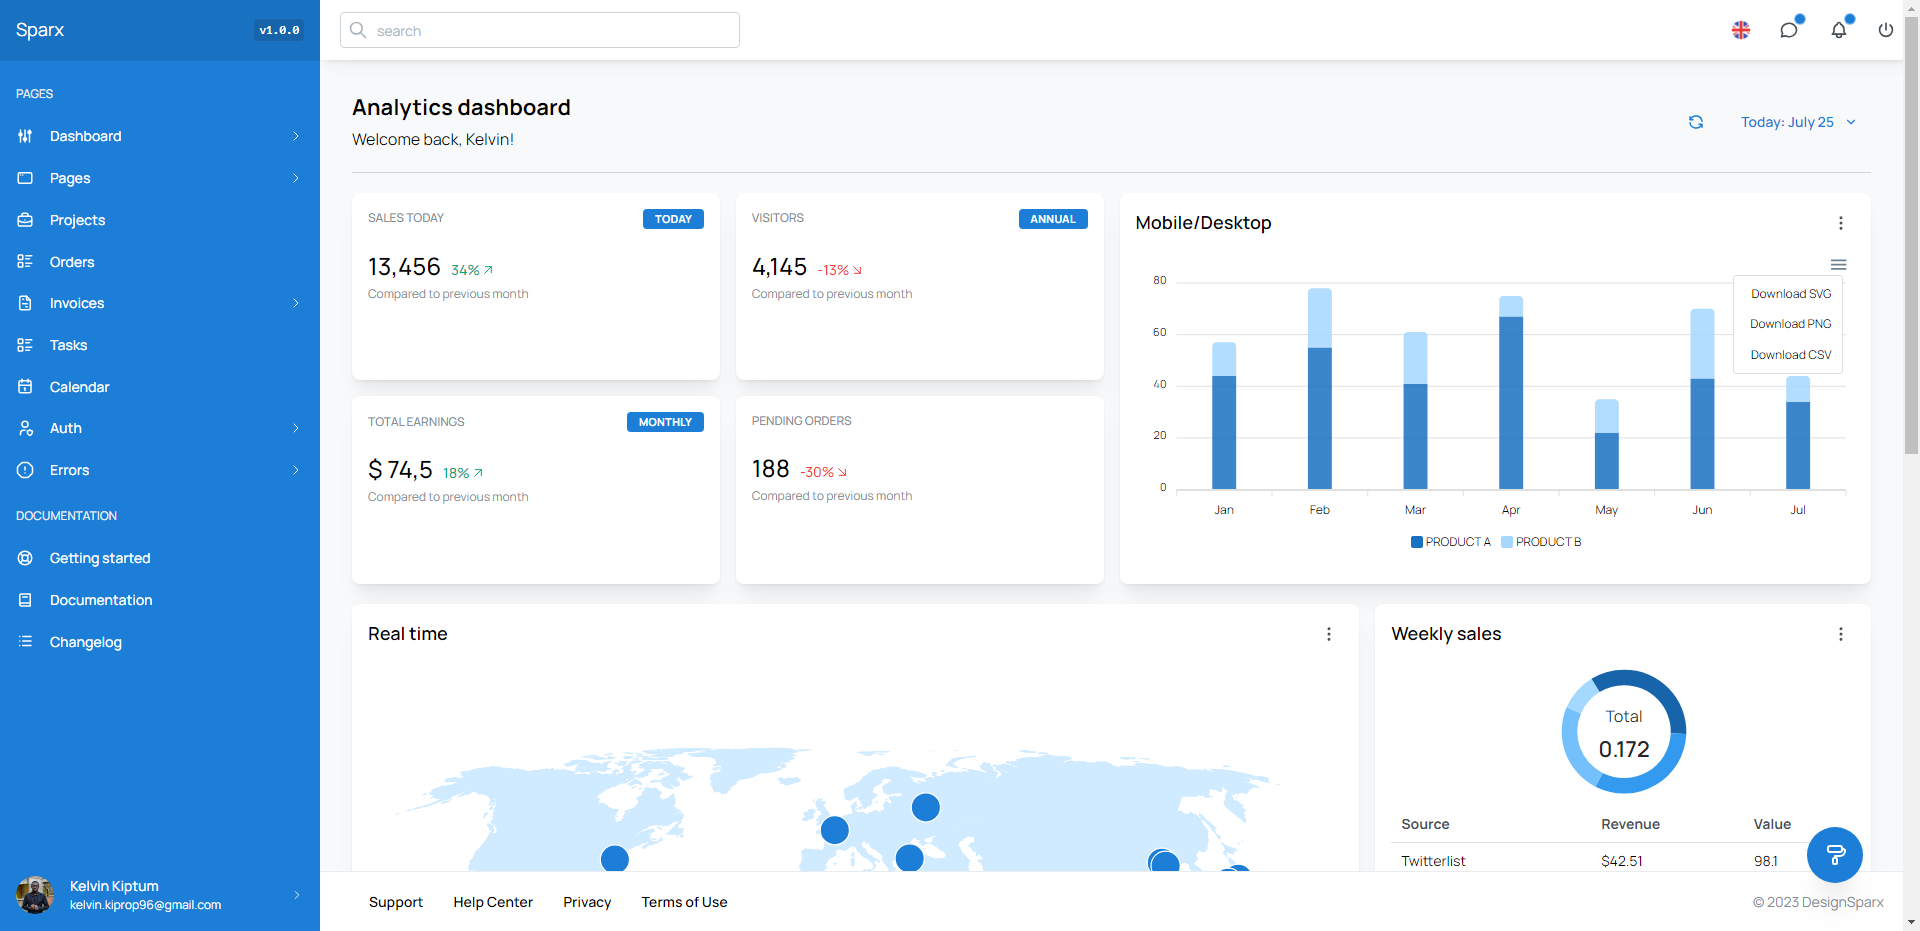 Sparx
v1.0.0
search
PAGES
Dashboard
Pages
Projects
Orders
Invoices
Tasks
Calendar
Auth
Errors
DOCUMENTATION
Getting started
Documentation
Changelog
Kelvin Kiptum
kelvin.kiprop96@gmail.com
Analytics dashboard
Welcome back, Kelvin!
Today: July 25
SALES TODAY
TODAY
13,456 34%
Compared to previous month
VISITORS
ANNUAL
4,145 -13%
Compared to previous month
TOTAL EARNINGS
MONTHLY
$ 74,5 18%
Compared to previous month
PENDING ORDERS
188 -30%
Compared to previous month
Mobile/Desktop
Download SVG
Download PNG
Download CSV
80
60
40
20
0
Jan Feb Mar Apr May Jun Jul
PRODUCT A PRODUCT B
Real time
Weekly sales
Total
0.172
Source Revenue Value
Twitterlist $42.51 98.1
Support Help Center Privacy Terms of Use
© 2023 DesignSparx